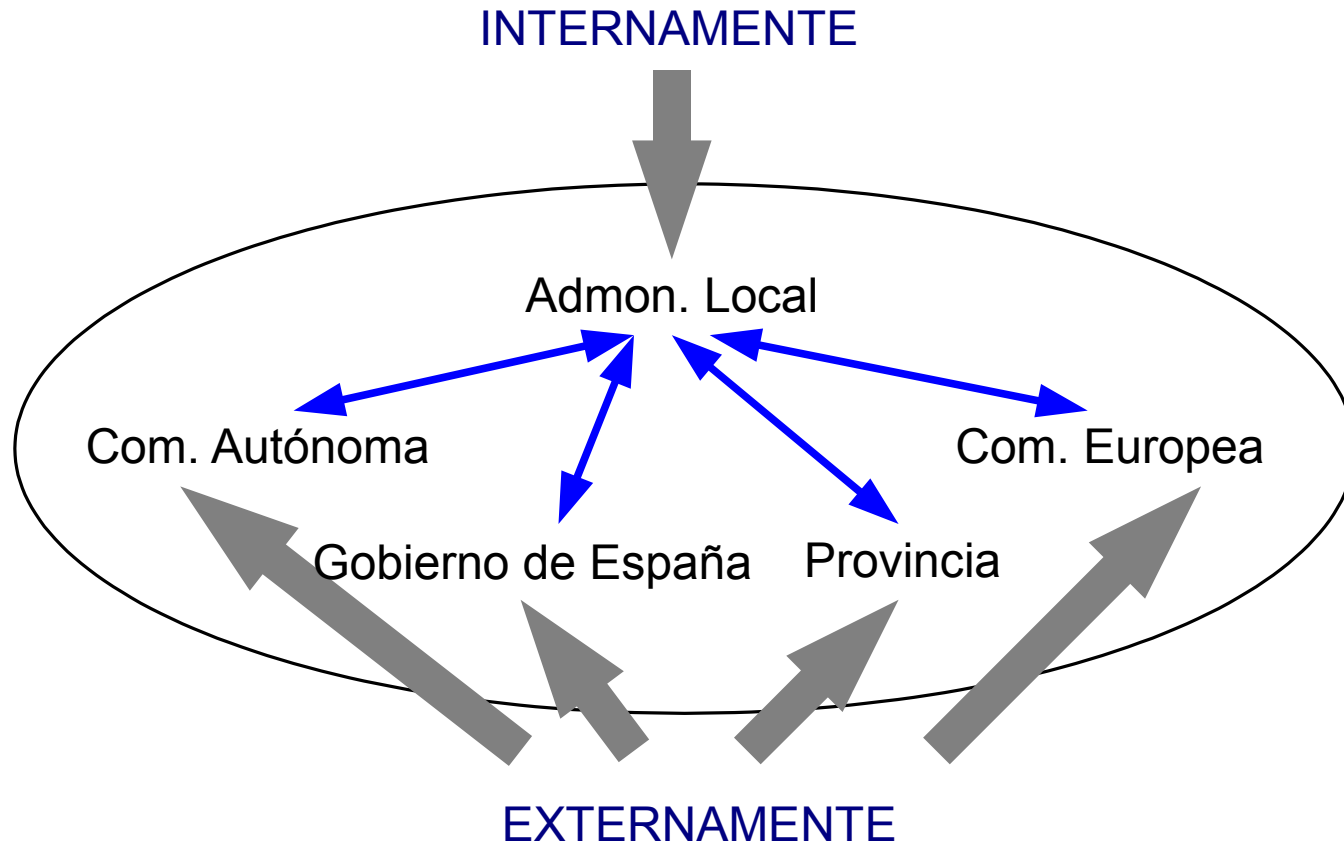 INTERNAMENTE
Admon. Local
Com. Autónoma
Com. Europea
Gobierno de España
Provincia
EXTERNAMENTE